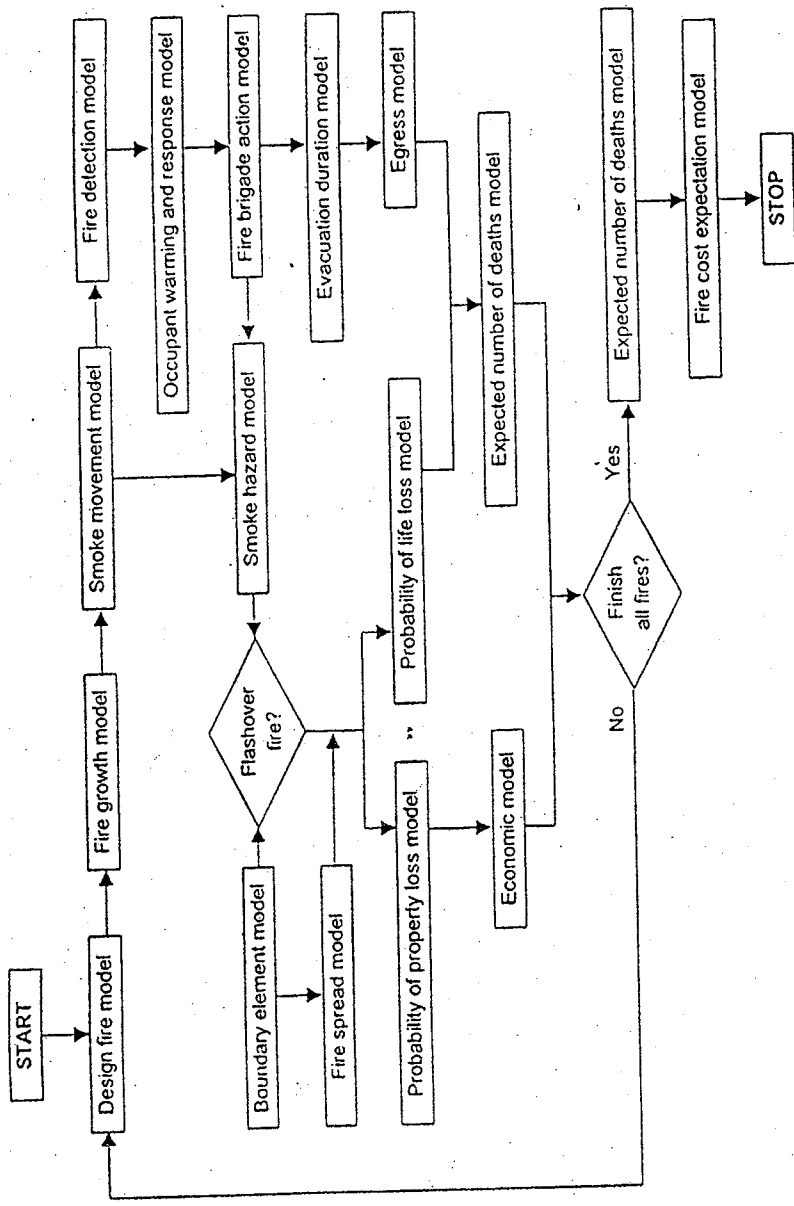 START
Design fire model
Fire growth model
Smoke movement model
Fire detection model
Occupant warming and response model
Fire brigade action model
Evacuation duration model
Egress model
Smoke hazard model
Flashover
fire?
Boundary element model
Fire spread model
Probability of property loss model
Probability of life loss model
Economic model
Expected number of deaths model
Finish
all fires?
No
Yes
Expected number of deaths model
Fire cost expectation model
STOP